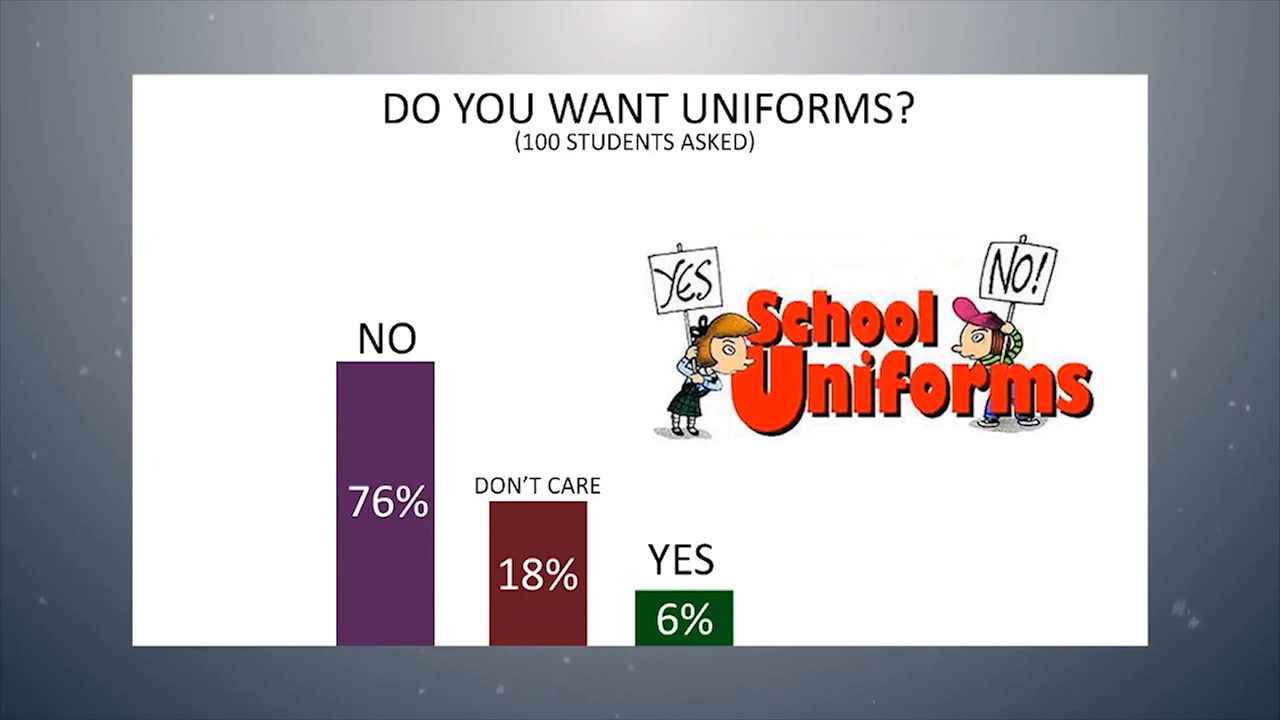 DO YOU WANT UNIFORMS?
(100 STUDENTS ASKED)
YES
NO!
School
Uniforms
NO
76%
DON'T CARE
18%
YES
6%